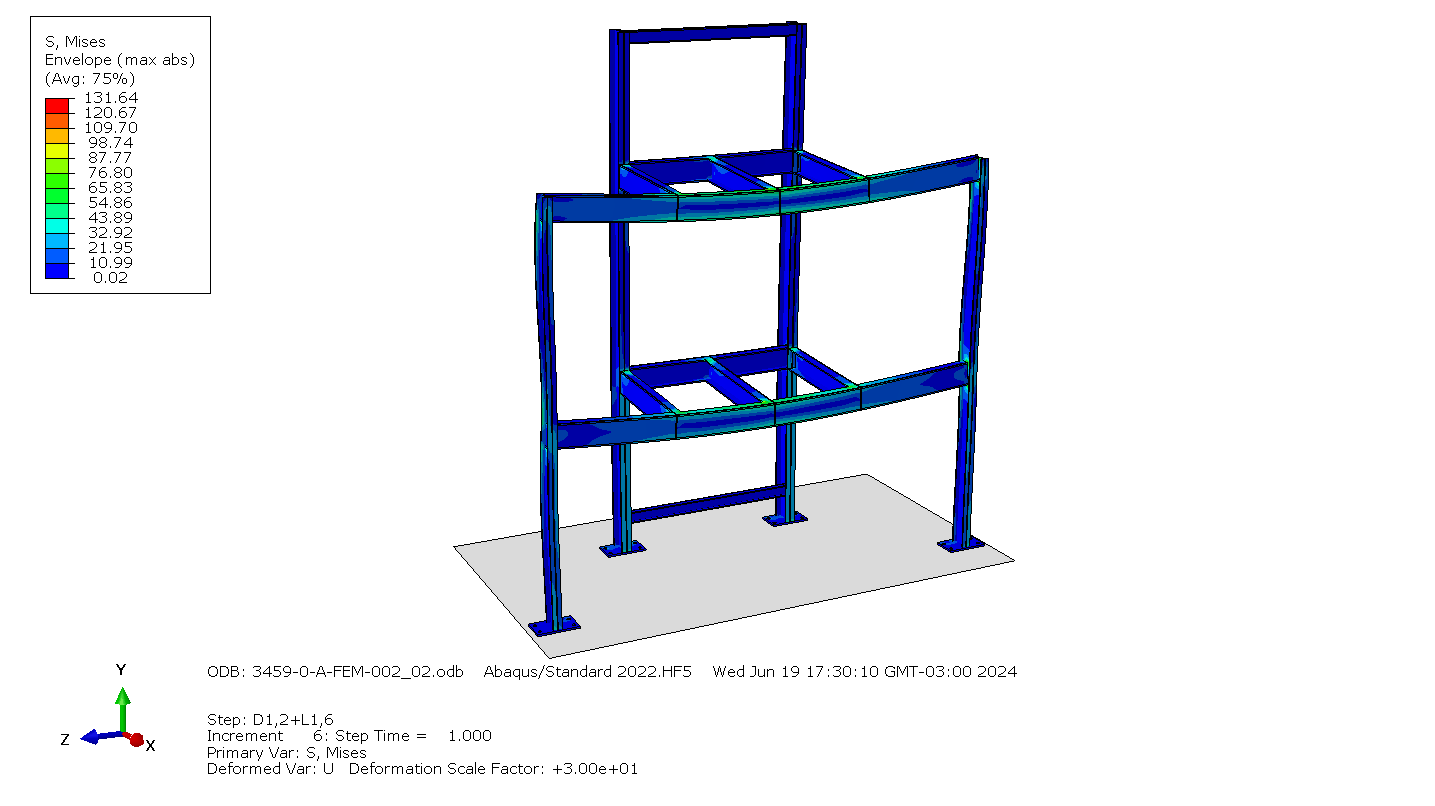 S, Mises
Envelope (max abs)
(Avg: 75%)
131.64
120.67
109.70
98.74
87.77
76.80
65.83
54.86
43.89
32.92
21.95
10.99
0.02
ODB: 3459-0-A-FEM-002_02.odb    Abaqus/Standard 2022.HF5    Wed Jun 19 17:30:10 GMT-03:00 2024
Step: D1,2+L1,6
Increment    6: Step Time =    1.000
Primary Var: S, Mises
Deformed Var: U   Deformation Scale Factor: +3.00e+01
Y
Z
X